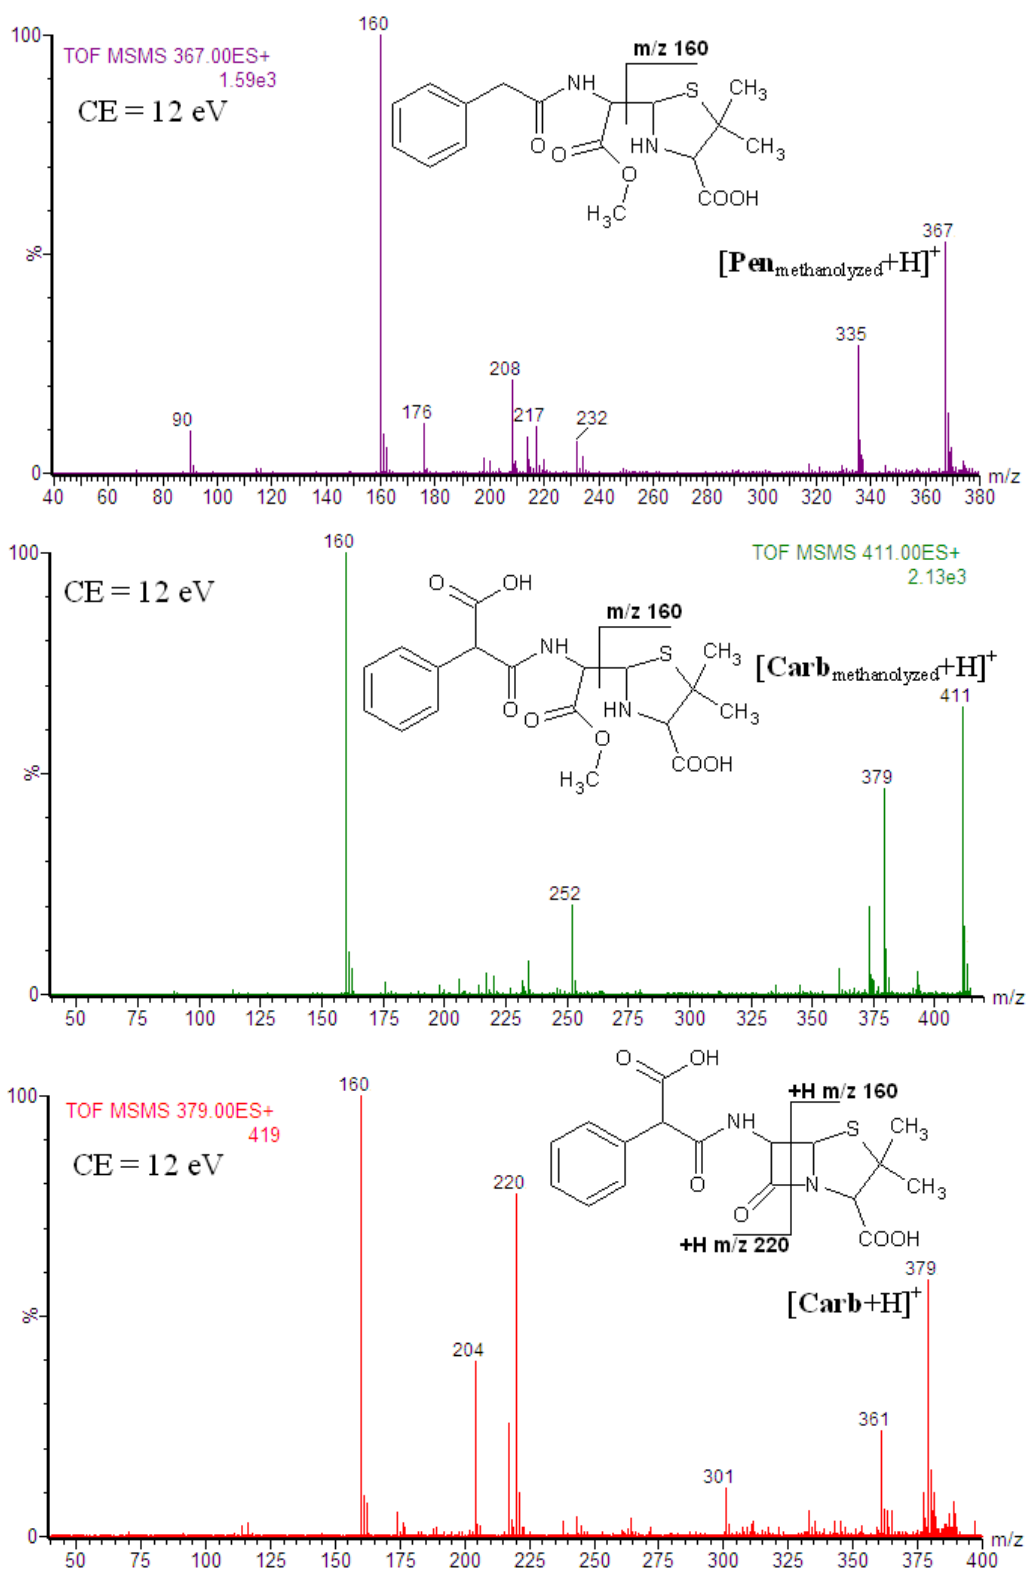 100
TOF MSMS 367.00ES+
1.59e3
CE = 12 eV
160
m/z 160
NH
S
CH₃
CH₃
O
O
HN
O
H₃C
COOH
%
[Pen methanolyzed+H]⁺
367
335
208
176
217
232
90
0
40 60 80 100 120 140 160 180 200 220 240 260 280 300 320 340 360 380 m/z
100
160
TOF MSMS 411.00ES+
2.13e3
CE = 12 eV
O
OH
m/z 160
NH
S
CH₃
CH₃
O
O
HN
O
H₃C
COOH
[Carb methanolyzed+H]⁺
411
%
379
252
0
50 75 100 125 150 175 200 225 250 275 300 325 350 375 400 m/z
100
160
TOF MSMS 379.00ES+
419
CE = 12 eV
O
OH
+H m/z 160
NH
S
CH₃
CH₃
O
O
N
COOH
+H m/z 220
220
379
[Carb+H]⁺
%
204
361
301
0
50 75 100 125 150 175 200 225 250 275 300 325 350 375 400 m/z